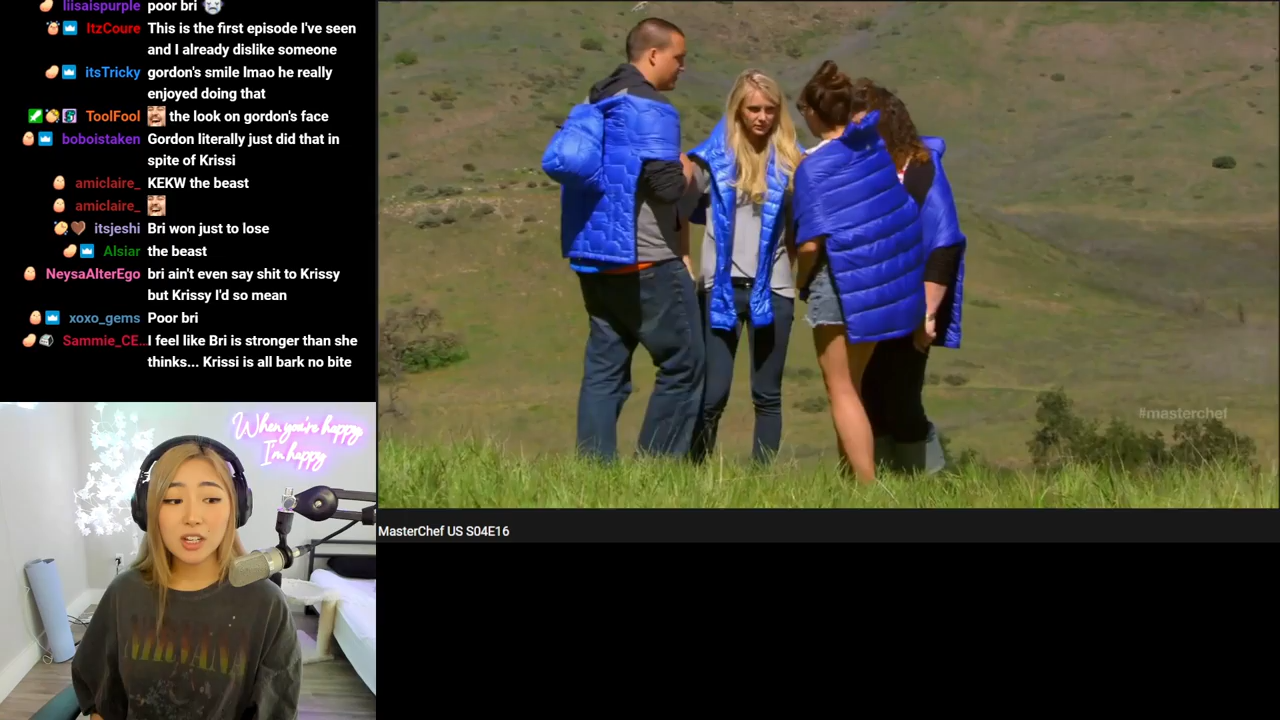 liisaispurple poor bri
ItzCoure This is the first episode I've seen
and I already dislike someone
itsTricky gordon's smile lmao he really
enjoyed doing that
ToolFool the look on gordon's face
boboistaken Gordon literally just did that in
spite of Krissi
amiclaire_ KEKW the beast
amiclaire_
itsjeshi Bri won just to lose
Alsiar the beast
NeysaAlterEgo bri ain't even say shit to Krissy
but Krissy I'd so mean
xoxo_gems Poor bri
Sammie_CE... I feel like Bri is stronger than she
thinks... Krissi is all bark no bite
When you're happy
I'm happy
NIRVANA
#masterchef
MasterChef US S04E16